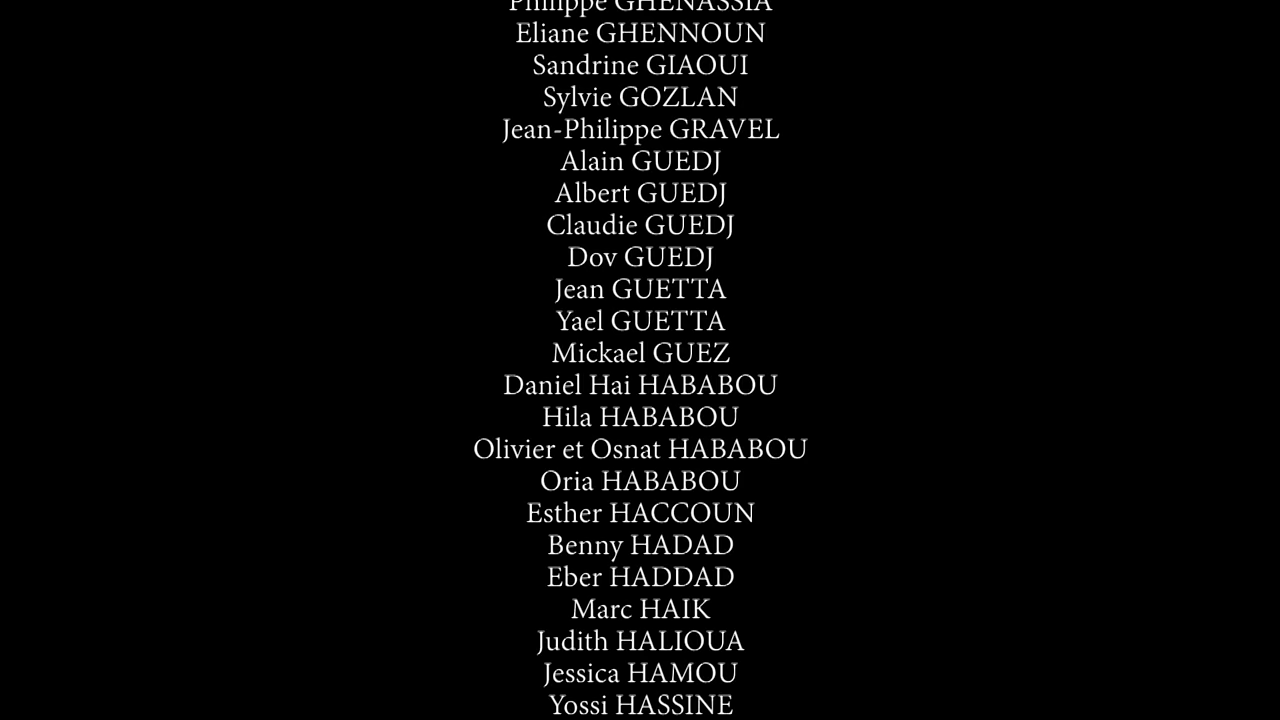 Philippe GHENASSIA
Eliane GHENNOUN
Sandrine GIAOUI
Sylvie GOZLAN
Jean-Philippe GRAVEL
Alain GUEDJ
Albert GUEDJ
Claudie GUEDJ
Dov GUEDJ
Jean GUETTA
Yael GUETTA
Mickael GUEZ
Daniel Hai HABABOU
Hila HABABOU
Olivier et Osnat HABABOU
Oria HABABOU
Esther HACCOUN
Benny HADAD
Eber HADDAD
Marc HAIK
Judith HALIOUA
Jessica HAMOU
Yossi HASSINE